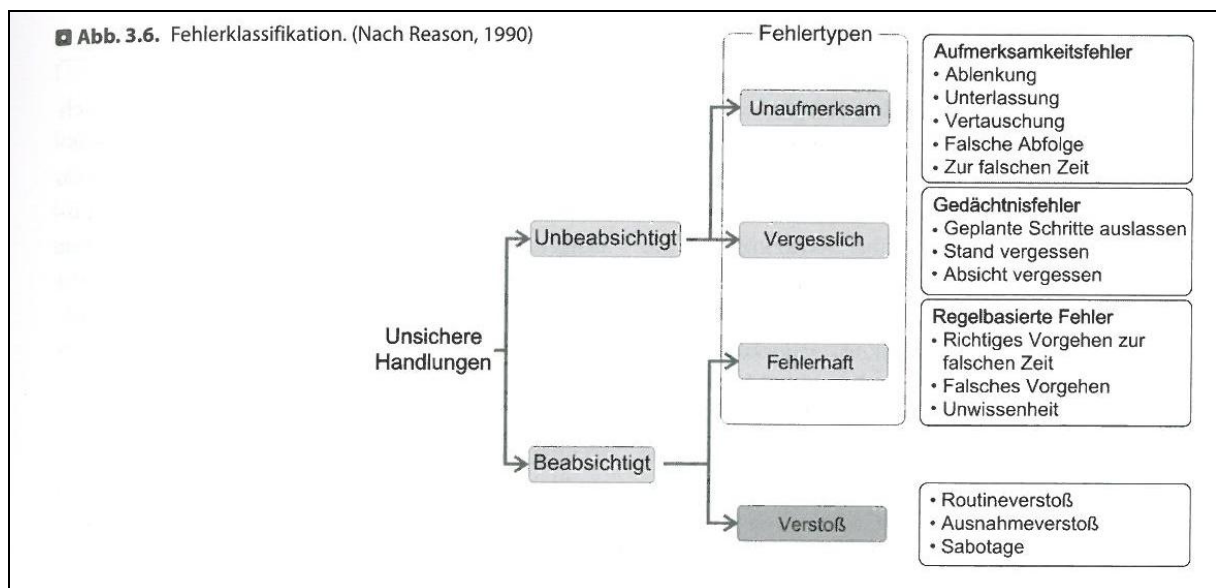 Abb. 3.6. Fehlerklassifikation. (Nach Reason, 1990)
Fehlertypen
Unaufmerksam
Aufmerksamkeitsfehler
• Ablenkung
• Unterlassung
• Vertauschung
• Falsche Abfolge
• Zur falschen Zeit
Unbeabsichtigt
Vergesslich
Gedächtnisfehler
• Geplante Schritte auslassen
• Stand vergessen
• Absicht vergessen
Unsichere
Handlungen
Fehlerhaft
Regelbasierte Fehler
• Richtiges Vorgehen zur
falschen Zeit
• Falsches Vorgehen
• Unwissenheit
Beabsichtigt
Verstoß
• Routineverstoß
• Ausnahmeverstoß
• Sabotage